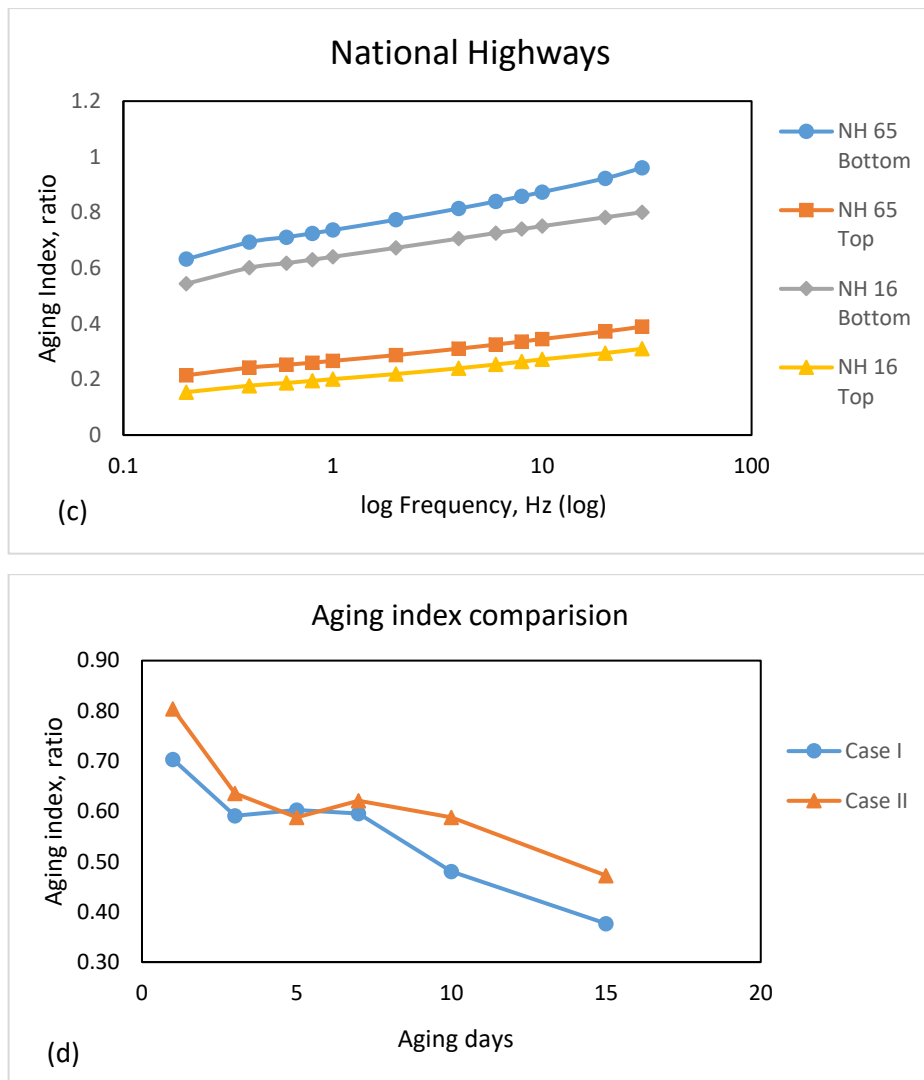 National Highways
1.2
1
0.8
0.6
0.4
0.2
0
Aging Index, ratio
0.1
1
10
100
log Frequency, Hz (log)
(c)
NH 65
Bottom
NH 65
Top
NH 16
Bottom
NH 16
Top
Aging index comparision
0.90
0.80
0.70
0.60
0.50
0.40
0.30
Aging index, ratio
0
5
10
15
20
Aging days
(d)
Case I
Case II